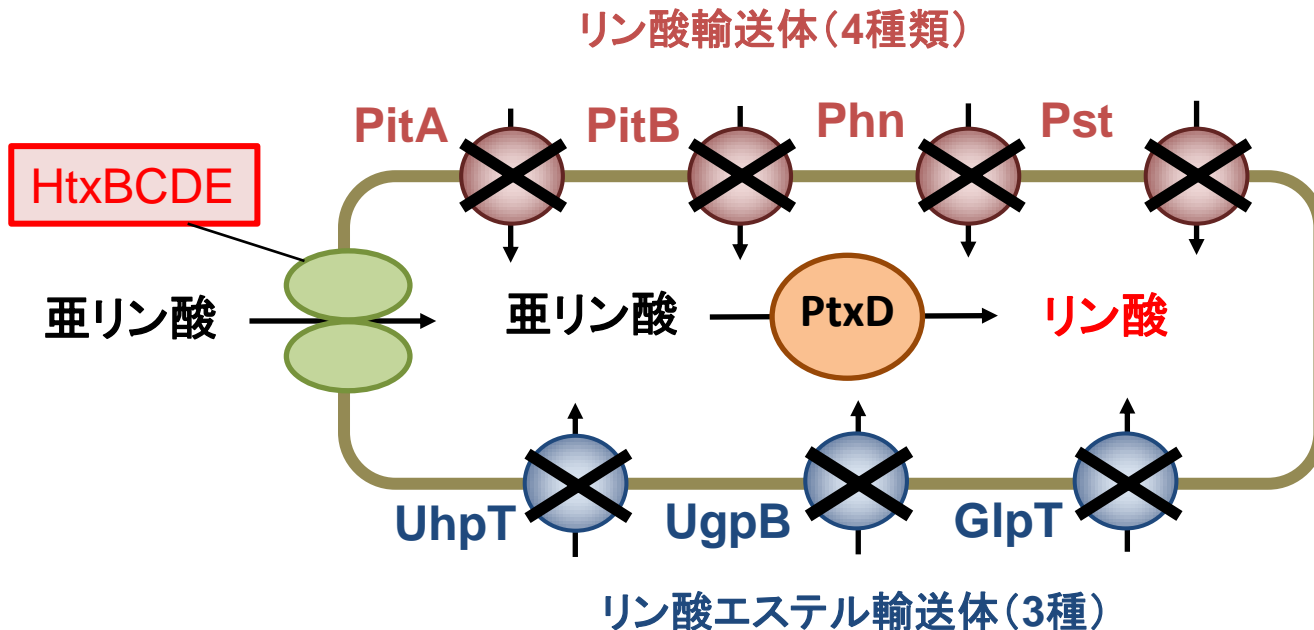 リン酸輸送体（4種類）
PitA
PitB
Phn
Pst
HtxBCDE
亜リン酸
亜リン酸
PtxD
リン酸
UhpT
UgpB
GlpT
リン酸エステル輸送体（3種）